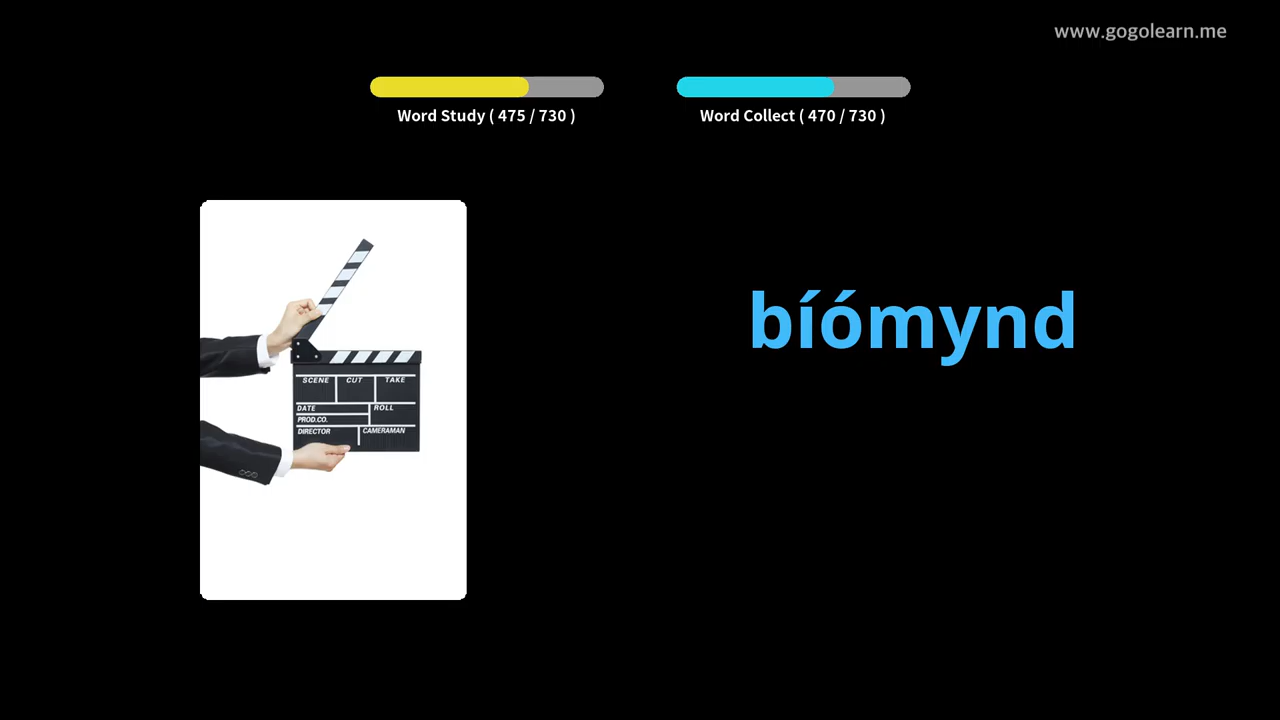 www.gogolearn.me
Word Study ( 475 / 730 )
Word Collect ( 470 / 730 )
bíómynd
SCENE CUT TAKE
DATE ROLL
PROD.CO.
DIRECTOR CAMERAMAN